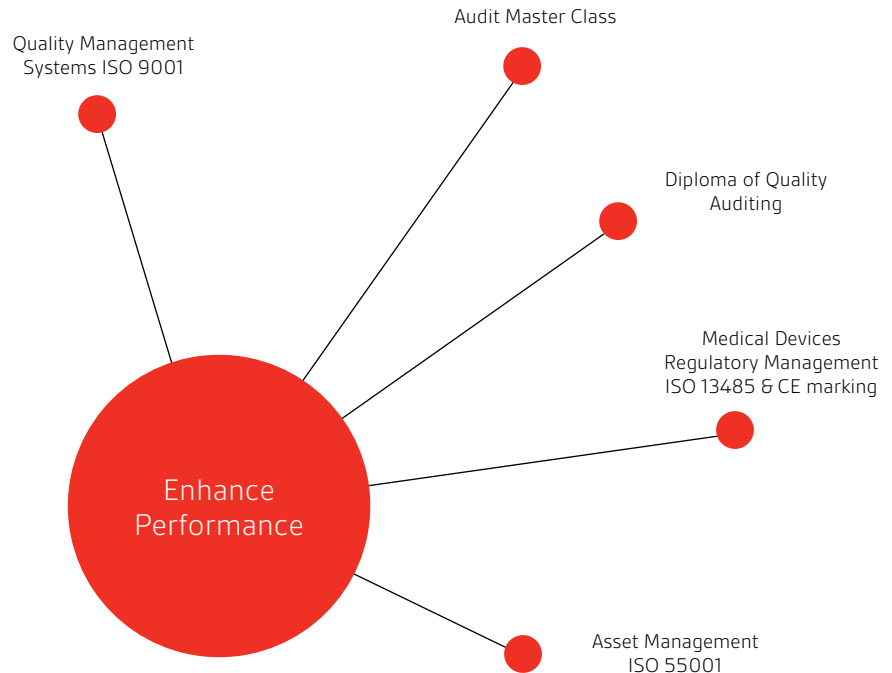 Audit Master Class
Quality Management
Systems ISO 9001
Diploma of Quality
Auditing
Medical Devices
Regulatory Management
ISO 13485 & CE marking
Enhance
Performance
Asset Management
ISO 55001